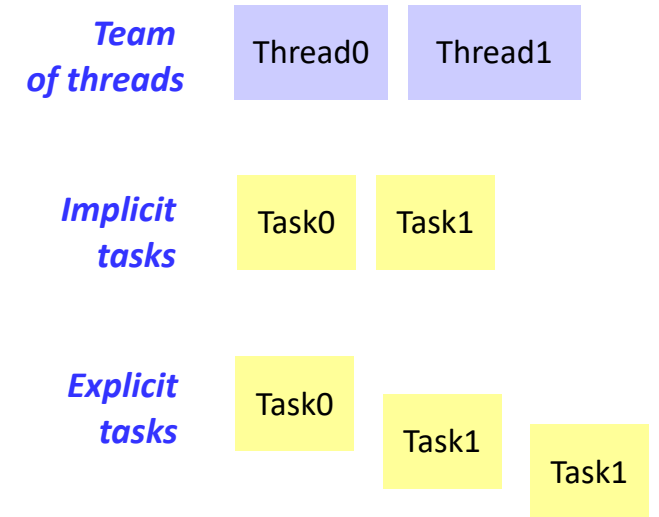 Team
of threads
Thread0
Thread1
Implicit
tasks
Task0
Task1
Explicit
tasks
Task0
Task1
Task1